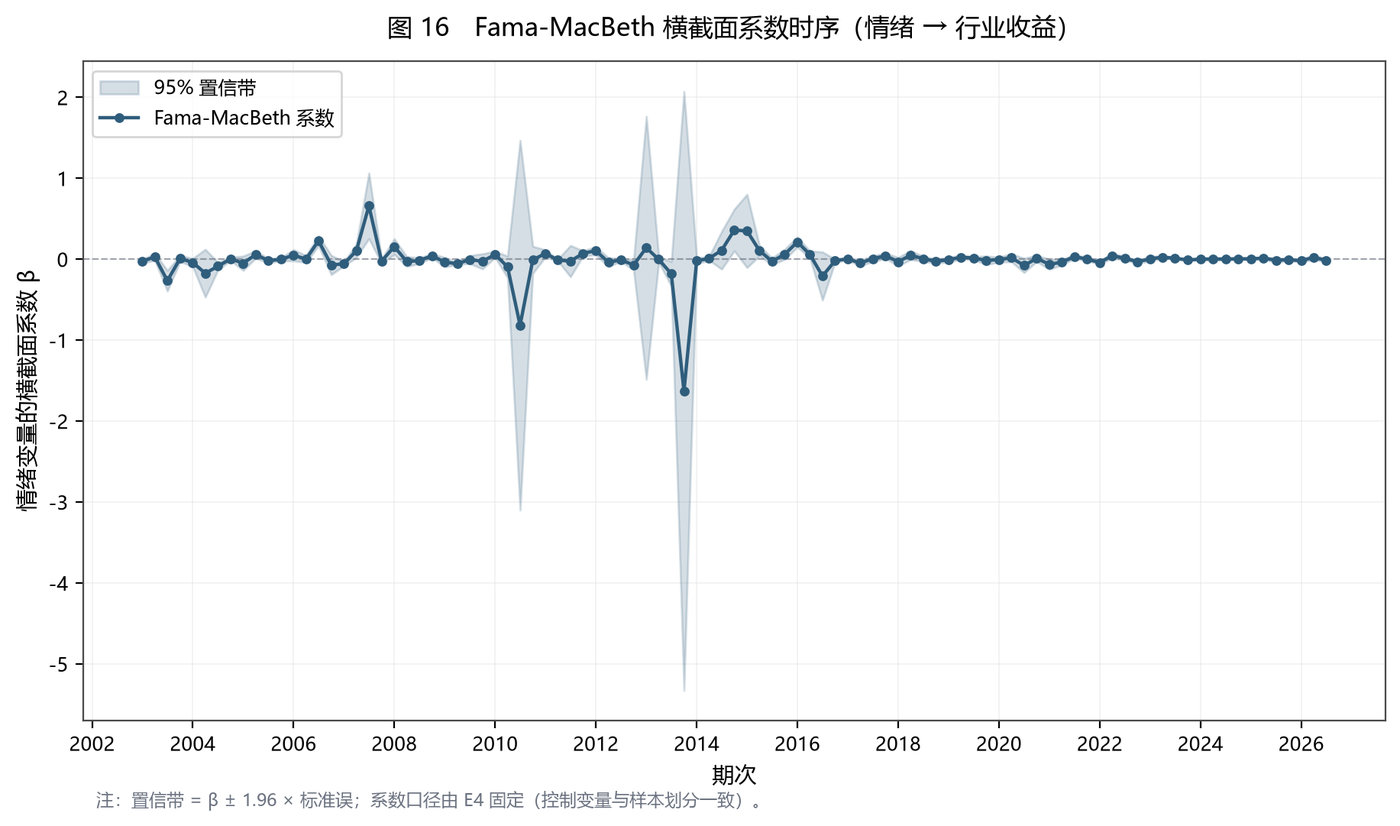 图 16 Fama-MacBeth 横截面系数时序（情绪 → 行业收益）
95% 置信带
Fama-MacBeth 系数
情绪变量的横截面系数 β
2
1
0
-1
-2
-3
-4
-5
2002 2004 2006 2008 2010 2012 2014 2016 2018 2020 2022 2024 2026
期次
注：置信带 = β ± 1.96 × 标准误；系数口径由 E4 固定（控制变量与样本划分一致）。